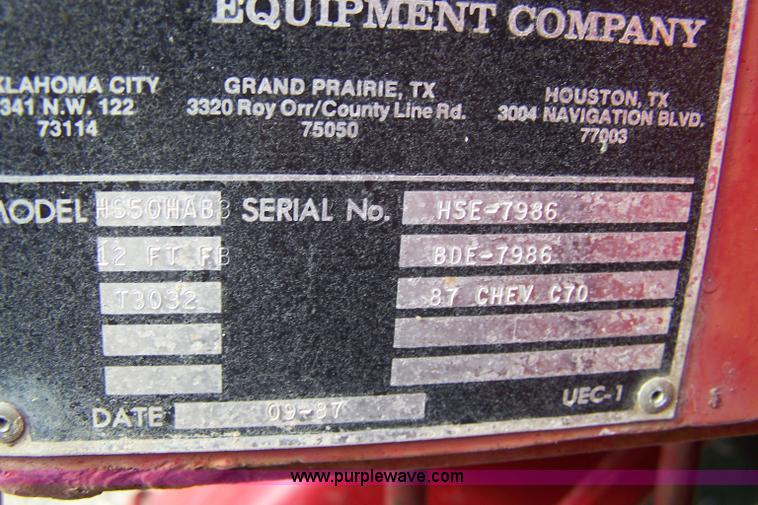 EQUIPMENT COMPANY
KLAHOMA CITY
341 N.W. 122
73114
GRAND PRAIRIE, TX
3320 Roy Orr/County Line Rd.
75050
HOUSTON, TX
3004 NAVIGATION BLVD.
77003
MODEL HS50HAB3 SERIAL No. HSE-7986
12 FT FB BDE-7986
T3032 87 CHEV C70
DATE 09-87 UEC-1
www.purplewave.com